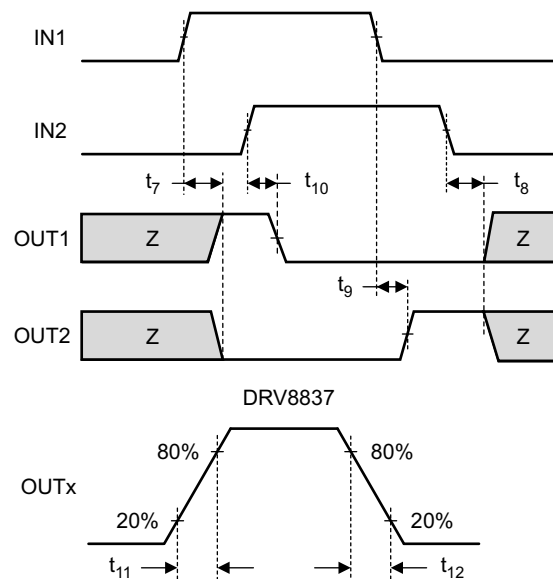 IN1
IN2
t7
t10
t8
OUT1
Z
Z
t9
OUT2
Z
Z
DRV8837
80%
80%
OUTx
20%
20%
t11
t12